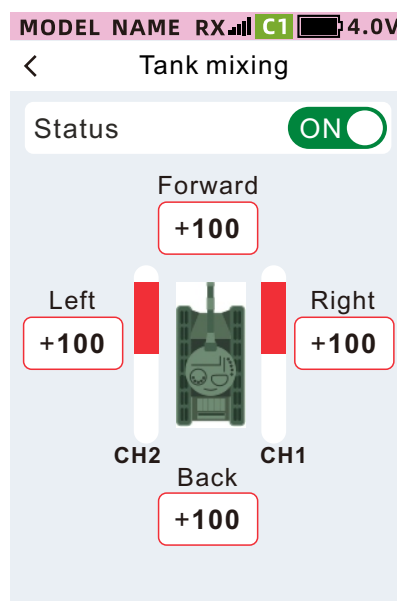 MODEL NAME RX C1 4.0V
Tank mixing
Status ON
Forward
+100
Left Right
+100 +100
CH2 CH1
Back
+100